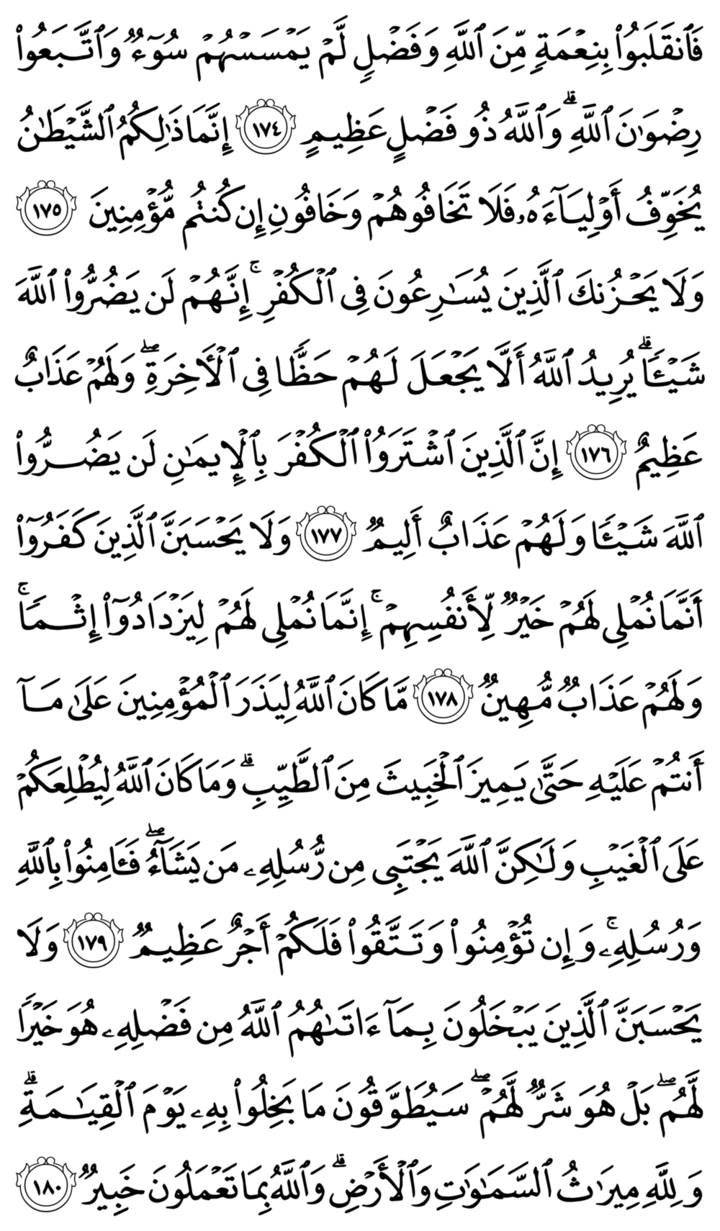 فَٱنقَلَبُوا۟ بِنِعْمَةٍ مِّنَ ٱللَّهِ وَفَضْلٍ لَّمْ يَمْسَسْهُمْ سُوٓءٌ وَٱتَّبَعُوا۟
رِضْوَٰنَ ٱللَّهِ ۗ وَٱللَّهُ ذُو فَضْلٍ عَظِيمٍ ١٧٤ إِنَّمَا ذَٰلِكُمُ ٱلشَّيْطَٰنُ
يُخَوِّفُ أَوْلِيَآءَهُۥ فَلَا تَخَافُوهُمْ وَخَافُونِ إِن كُنتُم مُّؤْمِنِينَ ١٧٥
وَلَا يَحْزُنكَ ٱلَّذِينَ يُسَٰرِعُونَ فِى ٱلْكُفْرِ ۚ إِنَّهُمْ لَن يَضُرُّوا۟ ٱللَّهَ
شَيْـًٔا ۗ يُرِيدُ ٱللَّهُ أَلَّا يَجْعَلَ لَهُمْ حَظًّا فِى ٱلْـَٔاخِرَةِ ۖ وَلَهُمْ عَذَابٌ
عَظِيمٌ ١٧٦ إِنَّ ٱلَّذِينَ ٱشْتَرَوُا۟ ٱلْكُفْرَ بِٱلْإِيمَٰنِ لَن يَضُرُّوا۟
ٱللَّهَ شَيْـًٔا وَلَهُمْ عَذَابٌ أَلِيمٌ ١٧٧ وَلَا يَحْسَبَنَّ ٱلَّذِينَ كَفَرُوٓا۟
أَنَّمَا نُمْلِى لَهُمْ خَيْرٌ لِّأَنفُسِهِمْ ۚ إِنَّمَا نُمْلِى لَهُمْ لِيَزْدَادُوٓا۟ إِثْمًا ۚ
وَلَهُمْ عَذَابٌ مُّهِينٌ ١٧٨ مَّا كَانَ ٱللَّهُ لِيَذَرَ ٱلْمُؤْمِنِينَ عَلَىٰ مَآ
أَنتُمْ عَلَيْهِ حَتَّىٰ يَمِيزَ ٱلْخَبِيثَ مِنَ ٱلطَّيِّبِ ۗ وَمَا كَانَ ٱللَّهُ لِيُطْلِعَكُمْ
عَلَى ٱلْغَيْبِ وَلَٰكِنَّ ٱللَّهَ يَجْتَبِى مِن رُّسُلِهِۦ مَن يَشَآءُ ۖ فَـَٔامِنُوا۟ بِٱللَّهِ
وَرُسُلِهِۦ ۚ وَإِن تُؤْمِنُوا۟ وَتَتَّقُوا۟ فَلَكُمْ أَجْرٌ عَظِيمٌ ١٧٩ وَلَا
يَحْسَبَنَّ ٱلَّذِينَ يَبْخَلُونَ بِمَآ ءَاتَىٰهُمُ ٱللَّهُ مِن فَضْلِهِۦ هُوَ خَيْرًا
لَّهُم ۖ بَلْ هُوَ شَرٌّ لَّهُمْ ۖ سَيُطَوَّقُونَ مَا بَخِلُوا۟ بِهِۦ يَوْمَ ٱلْقِيَٰمَةِ ۗ
وَلِلَّهِ مِيرَٰثُ ٱلسَّمَٰوَٰتِ وَٱلْأَرْضِ ۗ وَٱللَّهُ بِمَا تَعْمَلُونَ خَبِيرٌ ١٨٠